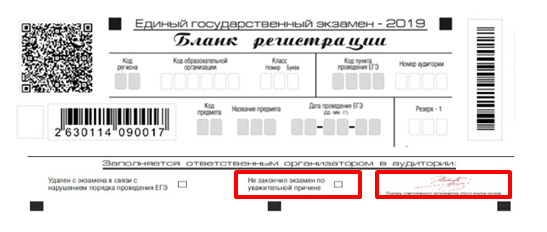 Единый государственный экзамен - 2019
Бланк регистрации
Код региона
Код образовательной организации
Класс
Номер Буква
Код пункта проведения ЕГЭ
Номер аудитории
Код предмета
Название предмета
Дата проведения ЕГЭ
(ДД-ММ-ГГ)
Резерв - 1
2630114 090017
Заполняется ответственным организатором в аудитории:
Удален с экзамена в связи с
нарушением порядка проведения ЕГЭ
Не закончил экзамен по
уважительной причине
Подпись ответственного организатора строго внутри окошка